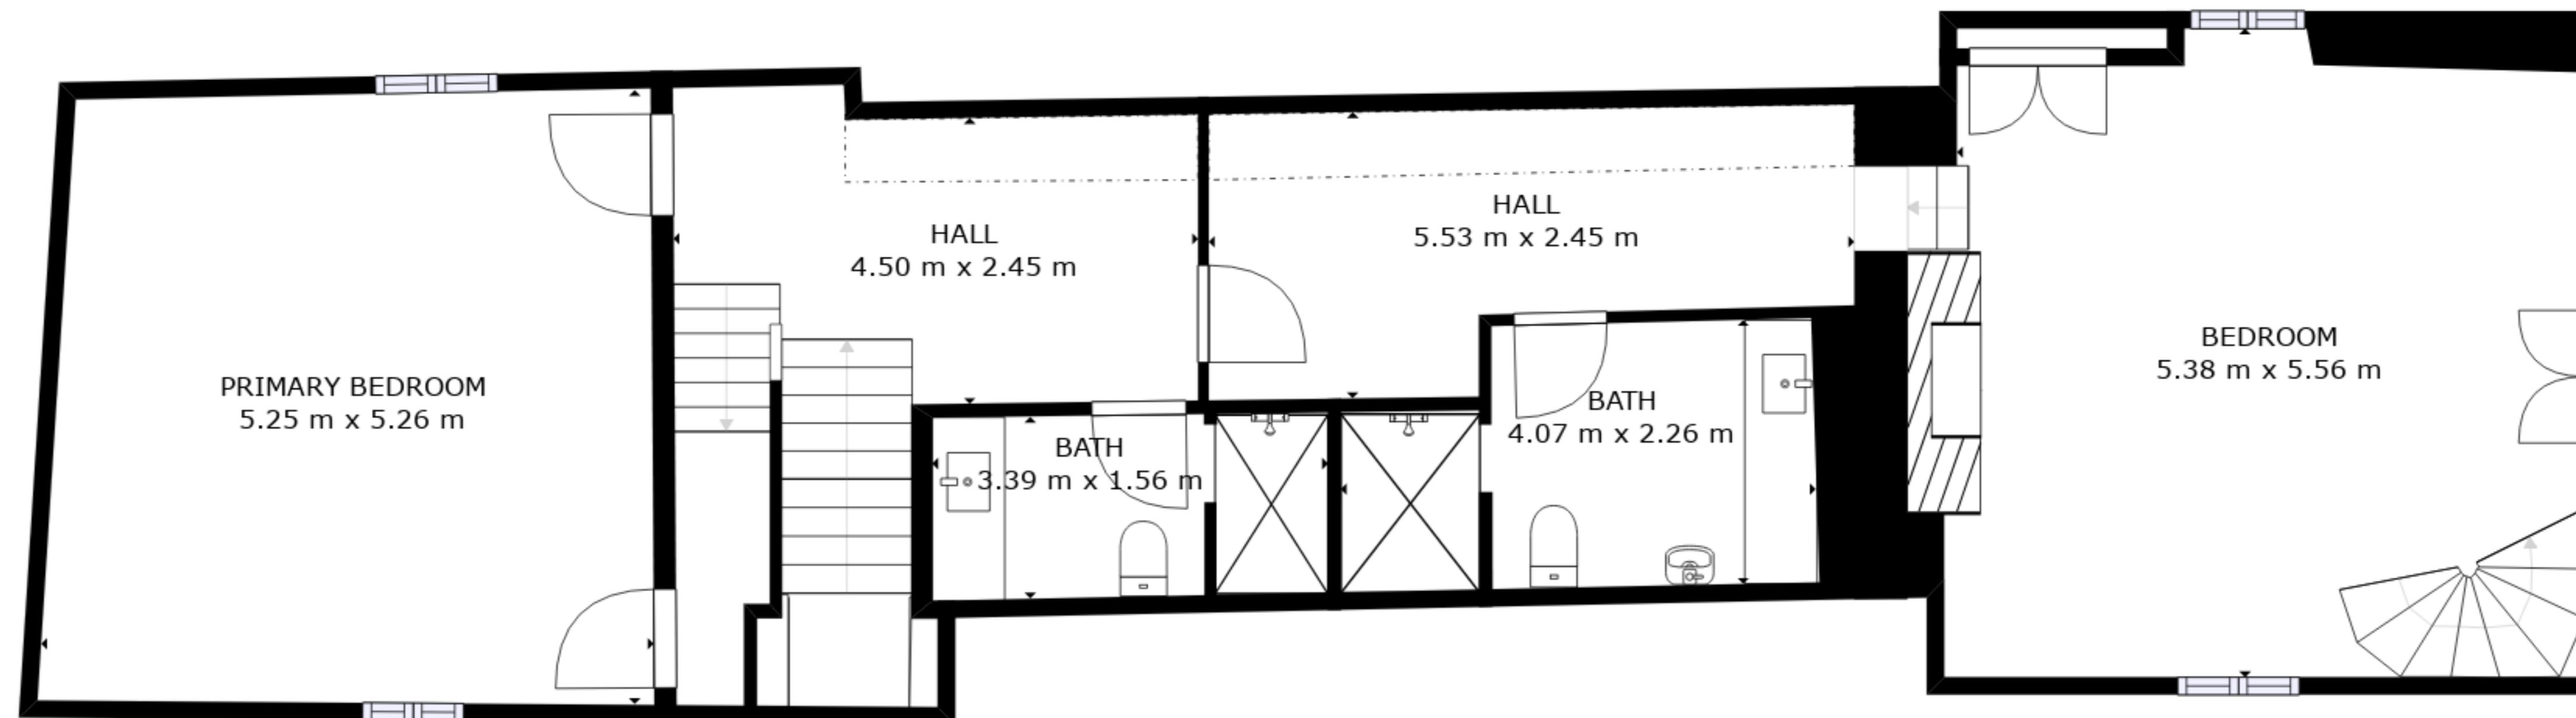 PRIMARY BEDROOM
5.25 m x 5.26 m
HALL
4.50 m x 2.45 m
HALL
5.53 m x 2.45 m
BATH
3.39 m x 1.56 m
BATH
4.07 m x 2.26 m
BEDROOM
5.38 m x 5.56 m